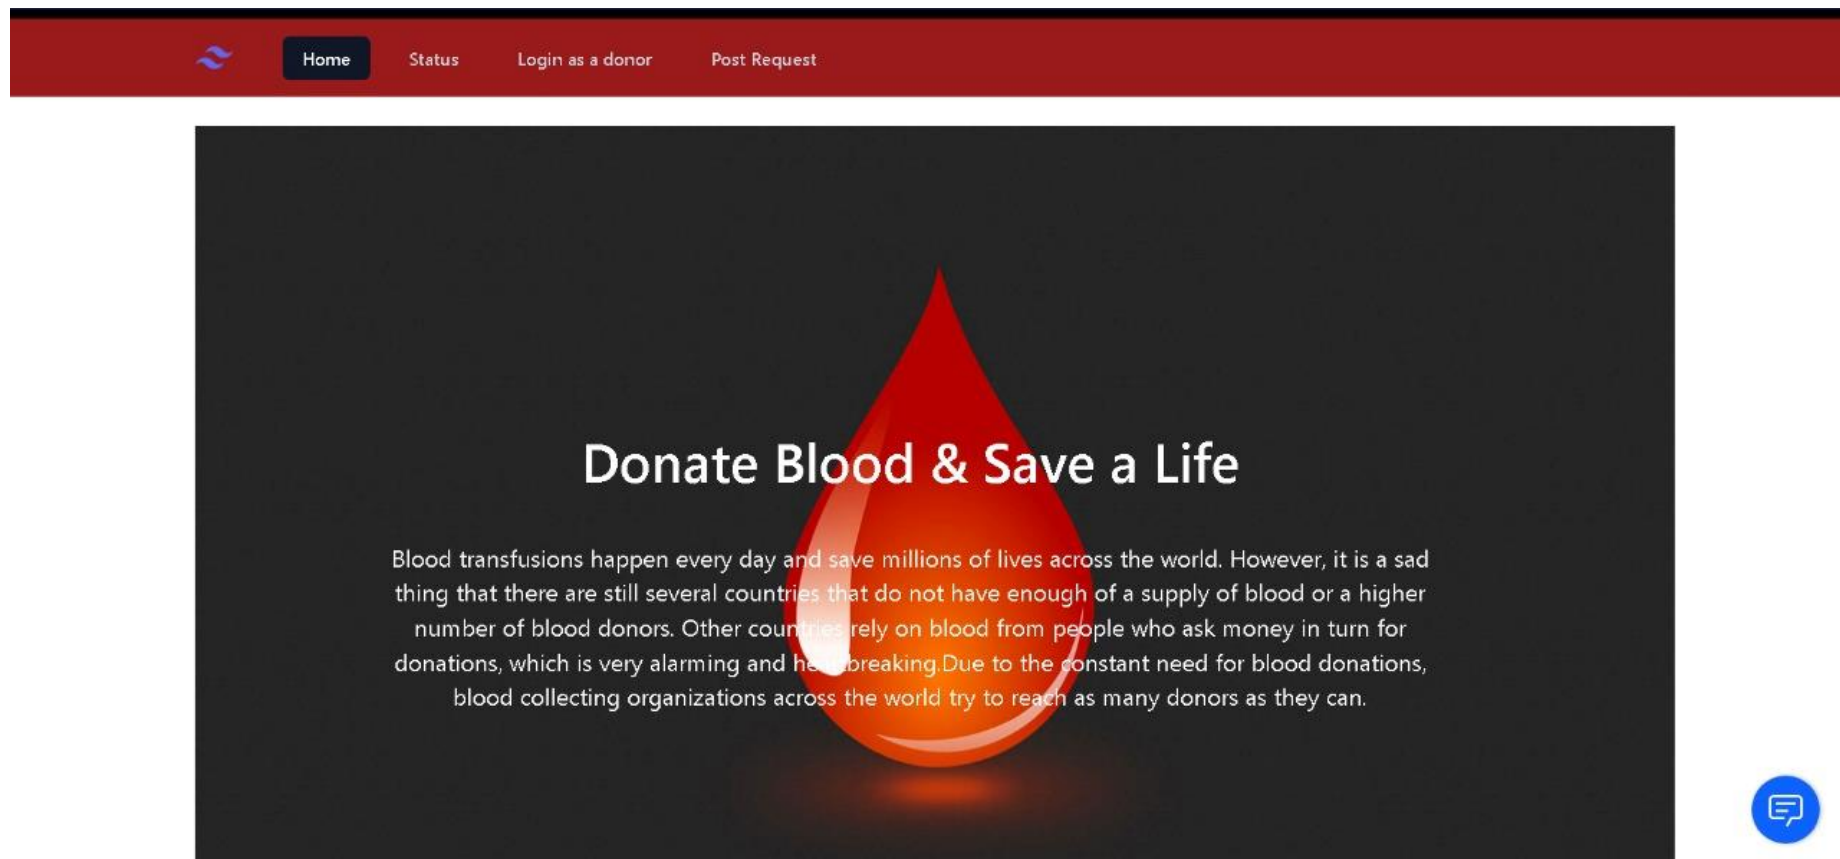 Home Status Login as a donor Post Request
Donate Blood & Save a Life
Blood transfusions happen every day and save millions of lives across the world. However, it is a sad
thing that there are still several countries that do not have enough of a supply of blood or a higher
number of blood donors. Other countries rely on blood from people who ask money in turn for
donations, which is very alarming and heartbreaking.Due to the constant need for blood donations,
blood collecting organizations across the world try to reach as many donors as they can.